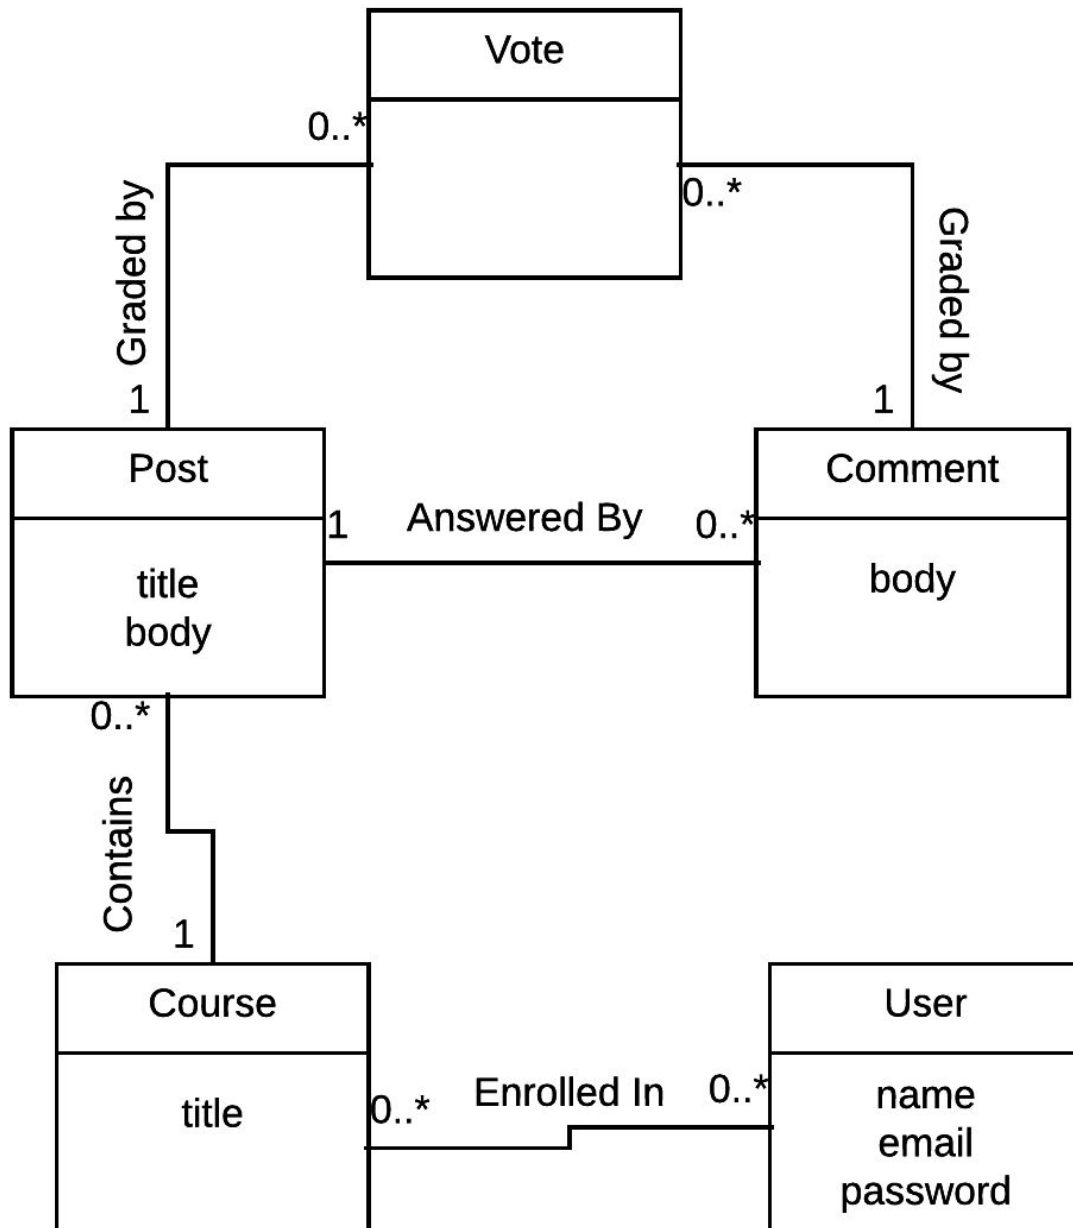 Vote
0..*
0..*
Graded by
Graded by
1
1
Post
Comment
1
Answered By
0..*
title
body
body
0..*
Contains
1
Course
User
title
0..*
Enrolled In
0..*
name
email
password